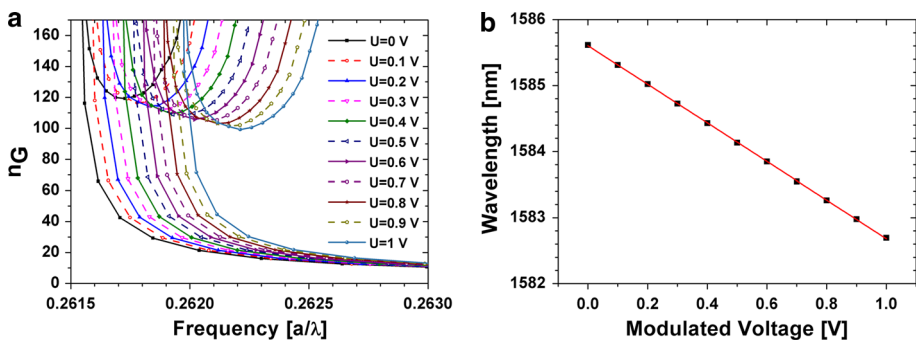 a
160
140
120
100
80
60
40
20
0
nG
0.2615 0.2620 0.2625 0.2630
Frequency [a/λ]
U=0 V
U=0.1 V
U=0.2 V
U=0.3 V
U=0.4 V
U=0.5 V
U=0.6 V
U=0.7 V
U=0.8 V
U=0.9 V
U=1 V
b
1586
1585
1584
1583
1582
Wavelength [nm]
0.0 0.2 0.4 0.6 0.8 1.0
Modulated Voltage [V]